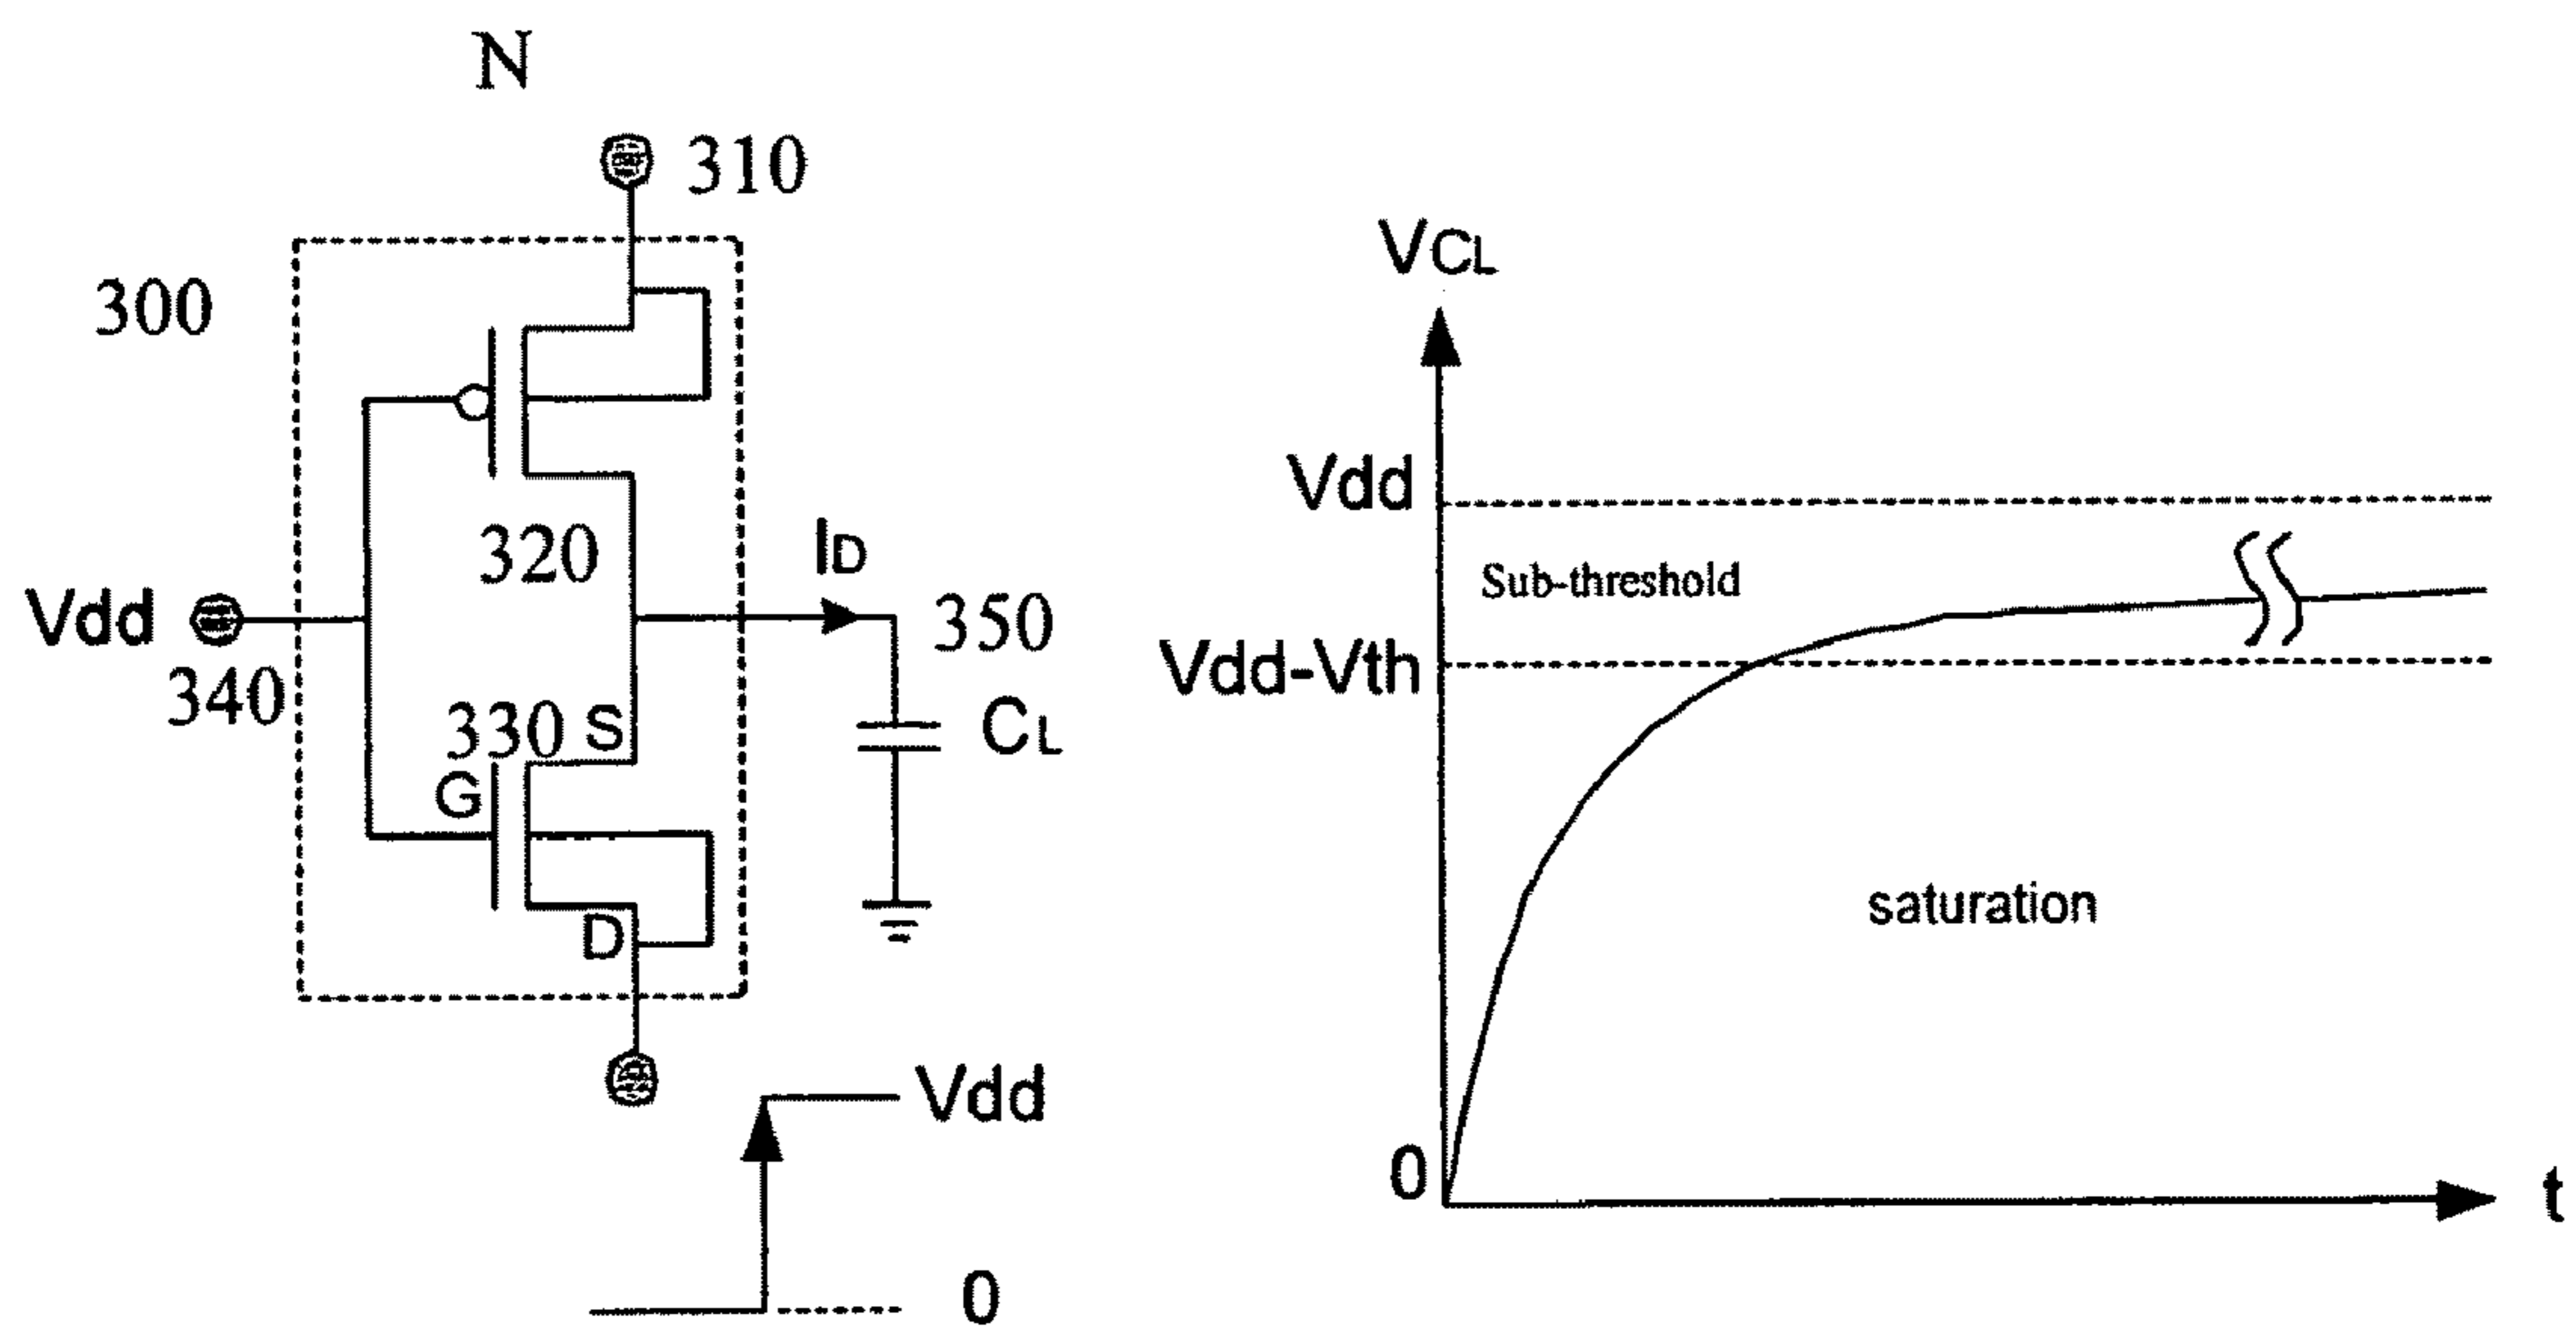 N
310
300
320
ID
350
Vdd
340
330
S
G
CL
D
Vdd
0
VCL
Vdd
Sub-threshold
Vdd-Vth
saturation
0
t